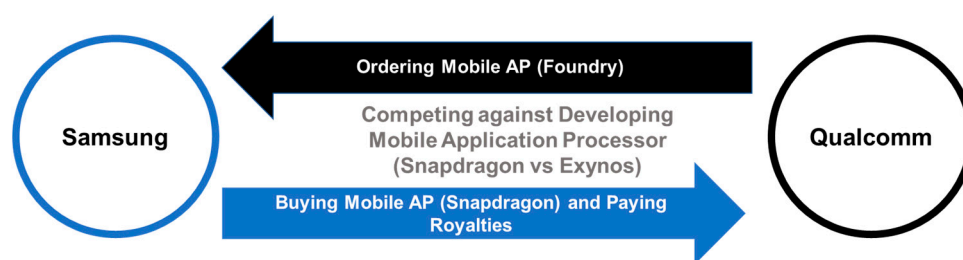 Ordering Mobile AP (Foundry)
Samsung
Competing against Developing
Mobile Application Processor
(Snapdragon vs Exynos)
Qualcomm
Buying Mobile AP (Snapdragon) and Paying
Royalties